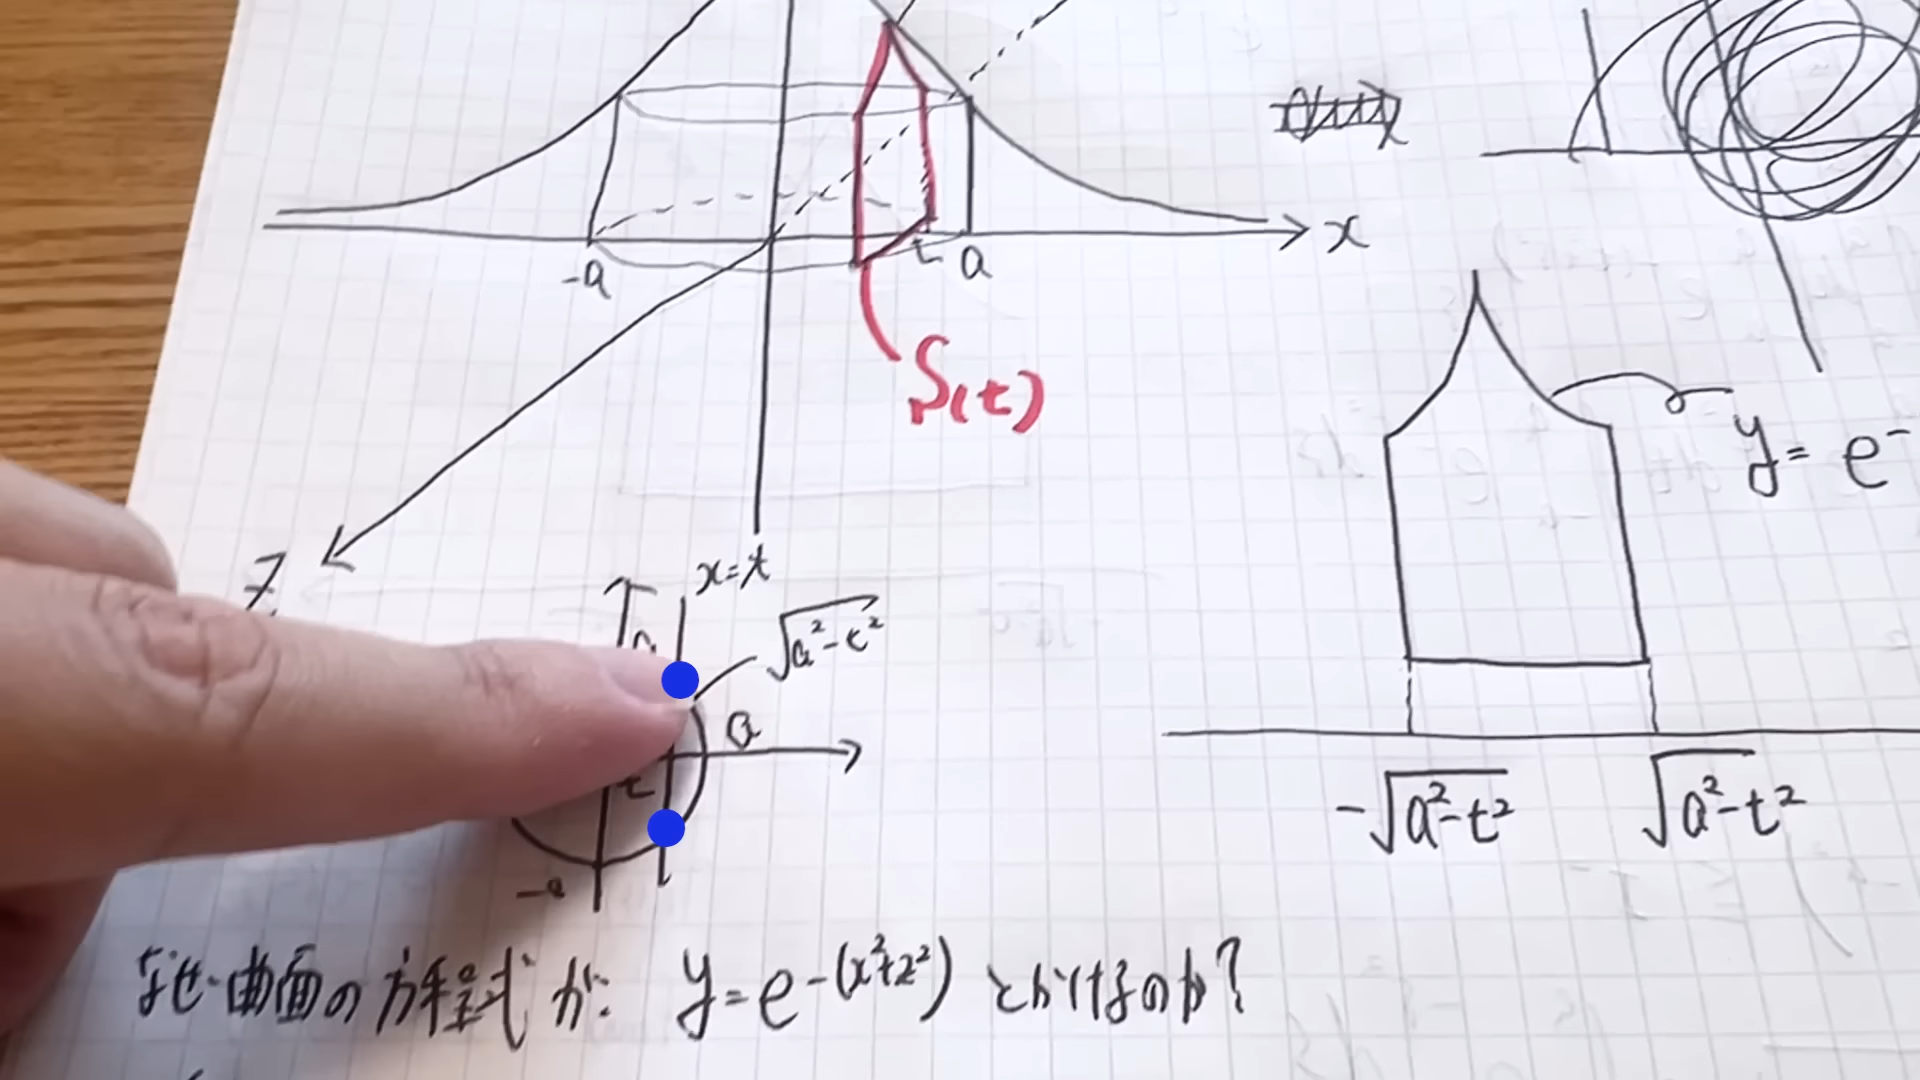 x
-a
t
a
S(t)
y = e^-
z
x=t
a
√a²-t²
a
t
-a
-√a²-t²
√a²-t²
なぜ曲面の方程式が y=e^-(x²+z²) とかけるのか?